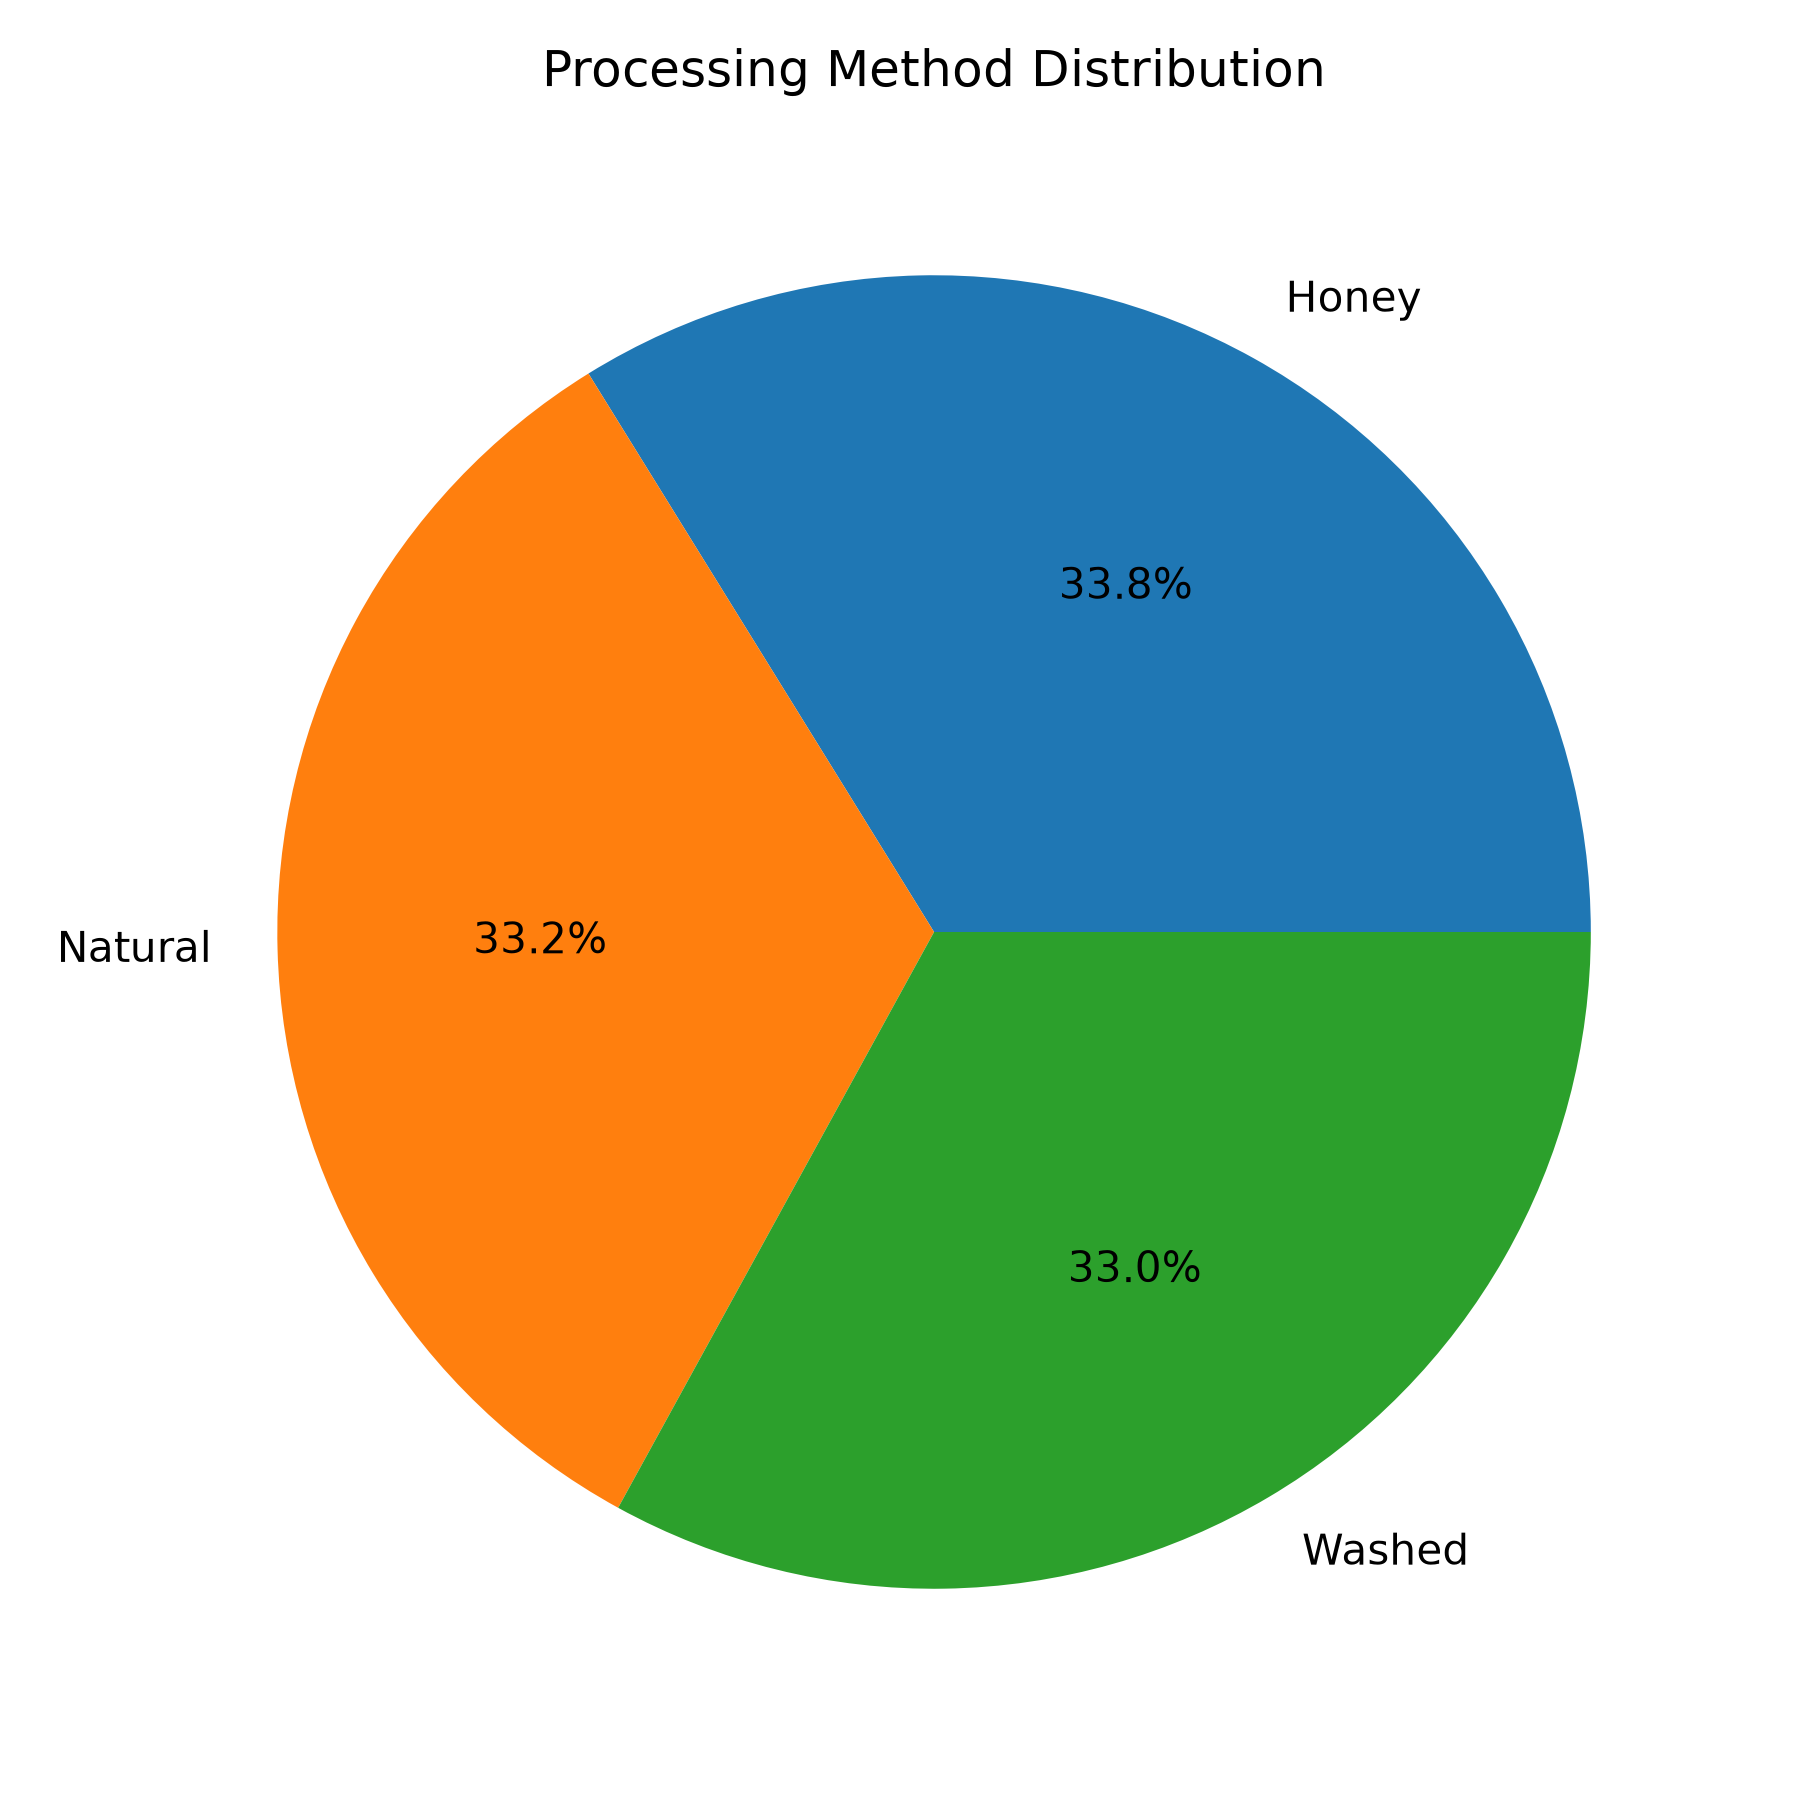 Processing Method Distribution
Honey
33.8%
Natural
33.2%
33.0%
Washed